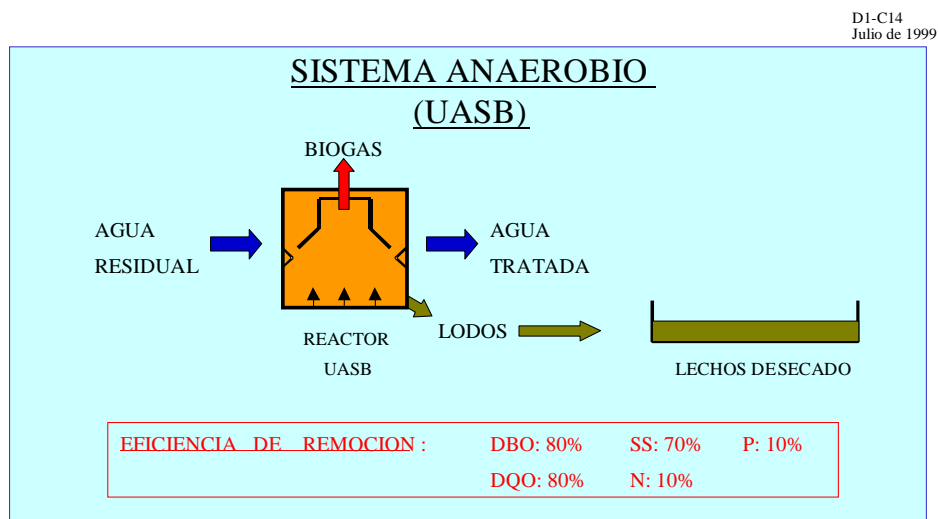 D1-C14
Julio de 1999
SISTEMA ANAEROBIO
(UASB)
BIOGAS
AGUA
RESIDUAL
AGUA
TRATADA
REACTOR
UASB
LODOS
LECHOS DESECADO
EFICIENCIA DE REMOCION : DBO: 80% SS: 70% P: 10%
DQO: 80% N: 10%